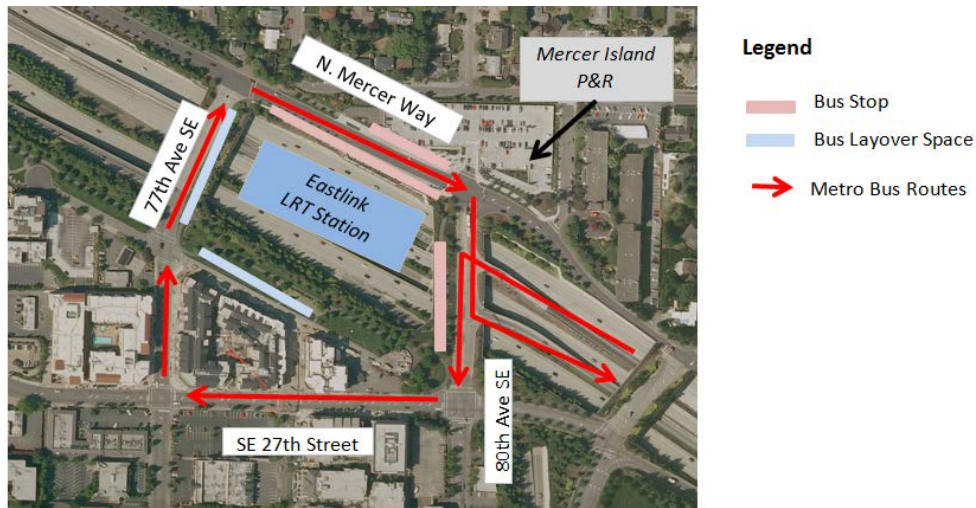 Mercer Island
P&R
N. Mercer Way
77th Ave SE
Eastlink
LRT Station
80th Ave SE
SE 27th Street
Legend
Bus Stop
Bus Layover Space
Metro Bus Routes